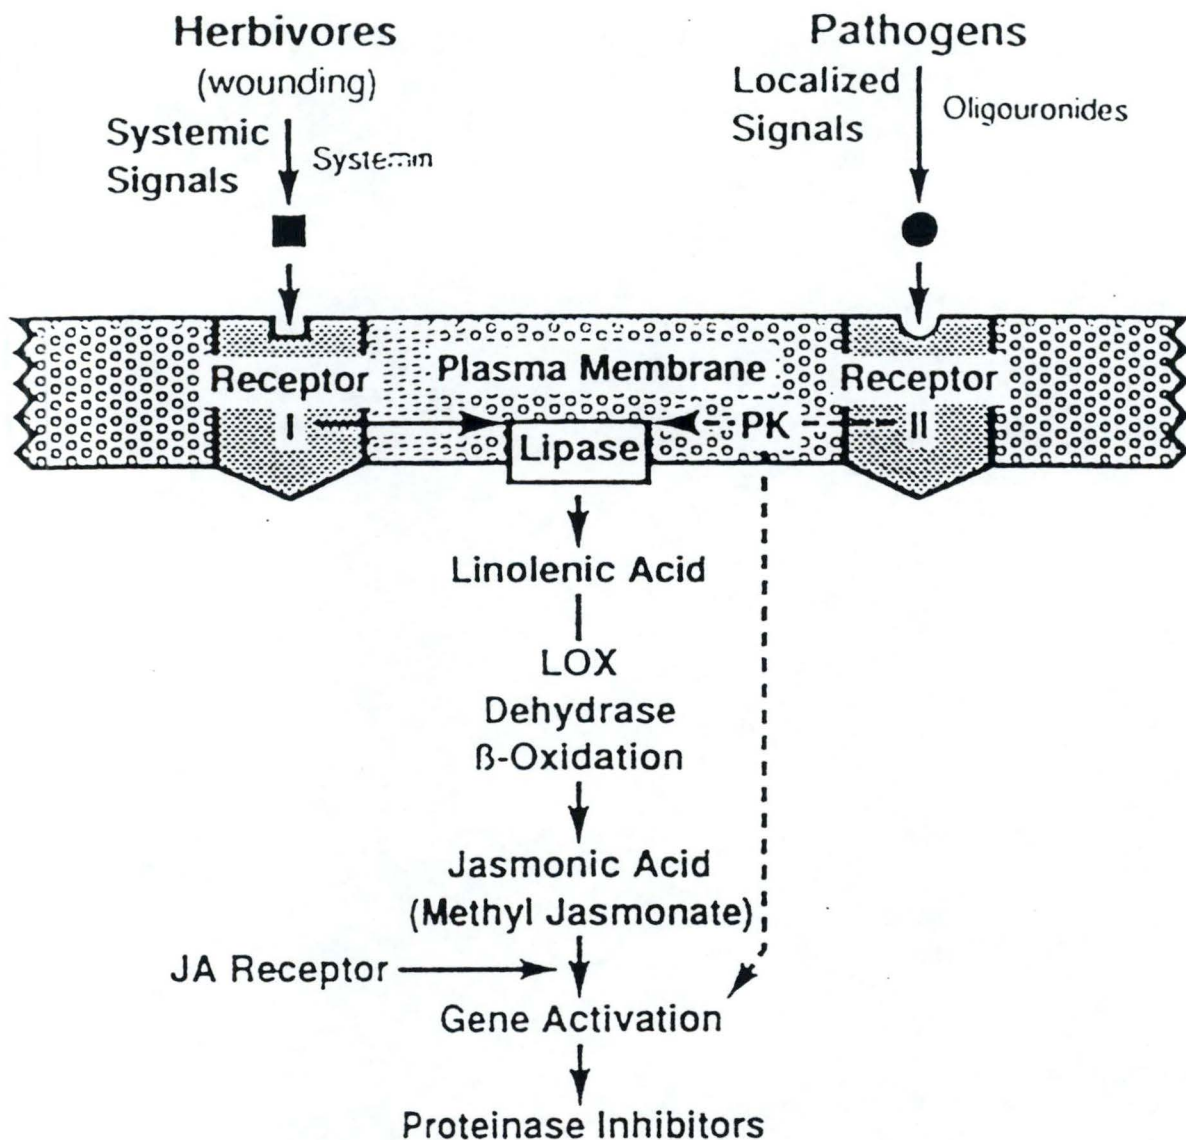 Herbivores
(wounding)
Systemic
Signals
Pathogens
Localized
Signals
Oligouronides
Plasma Membrane
Receptor
I
Receptor
II
PK
Lipase
Linolenic Acid
LOX
Dehydrase
ß-Oxidation
Jasmonic Acid
(Methyl Jasmonate)
JA Receptor
Gene Activation
Proteinase Inhibitors